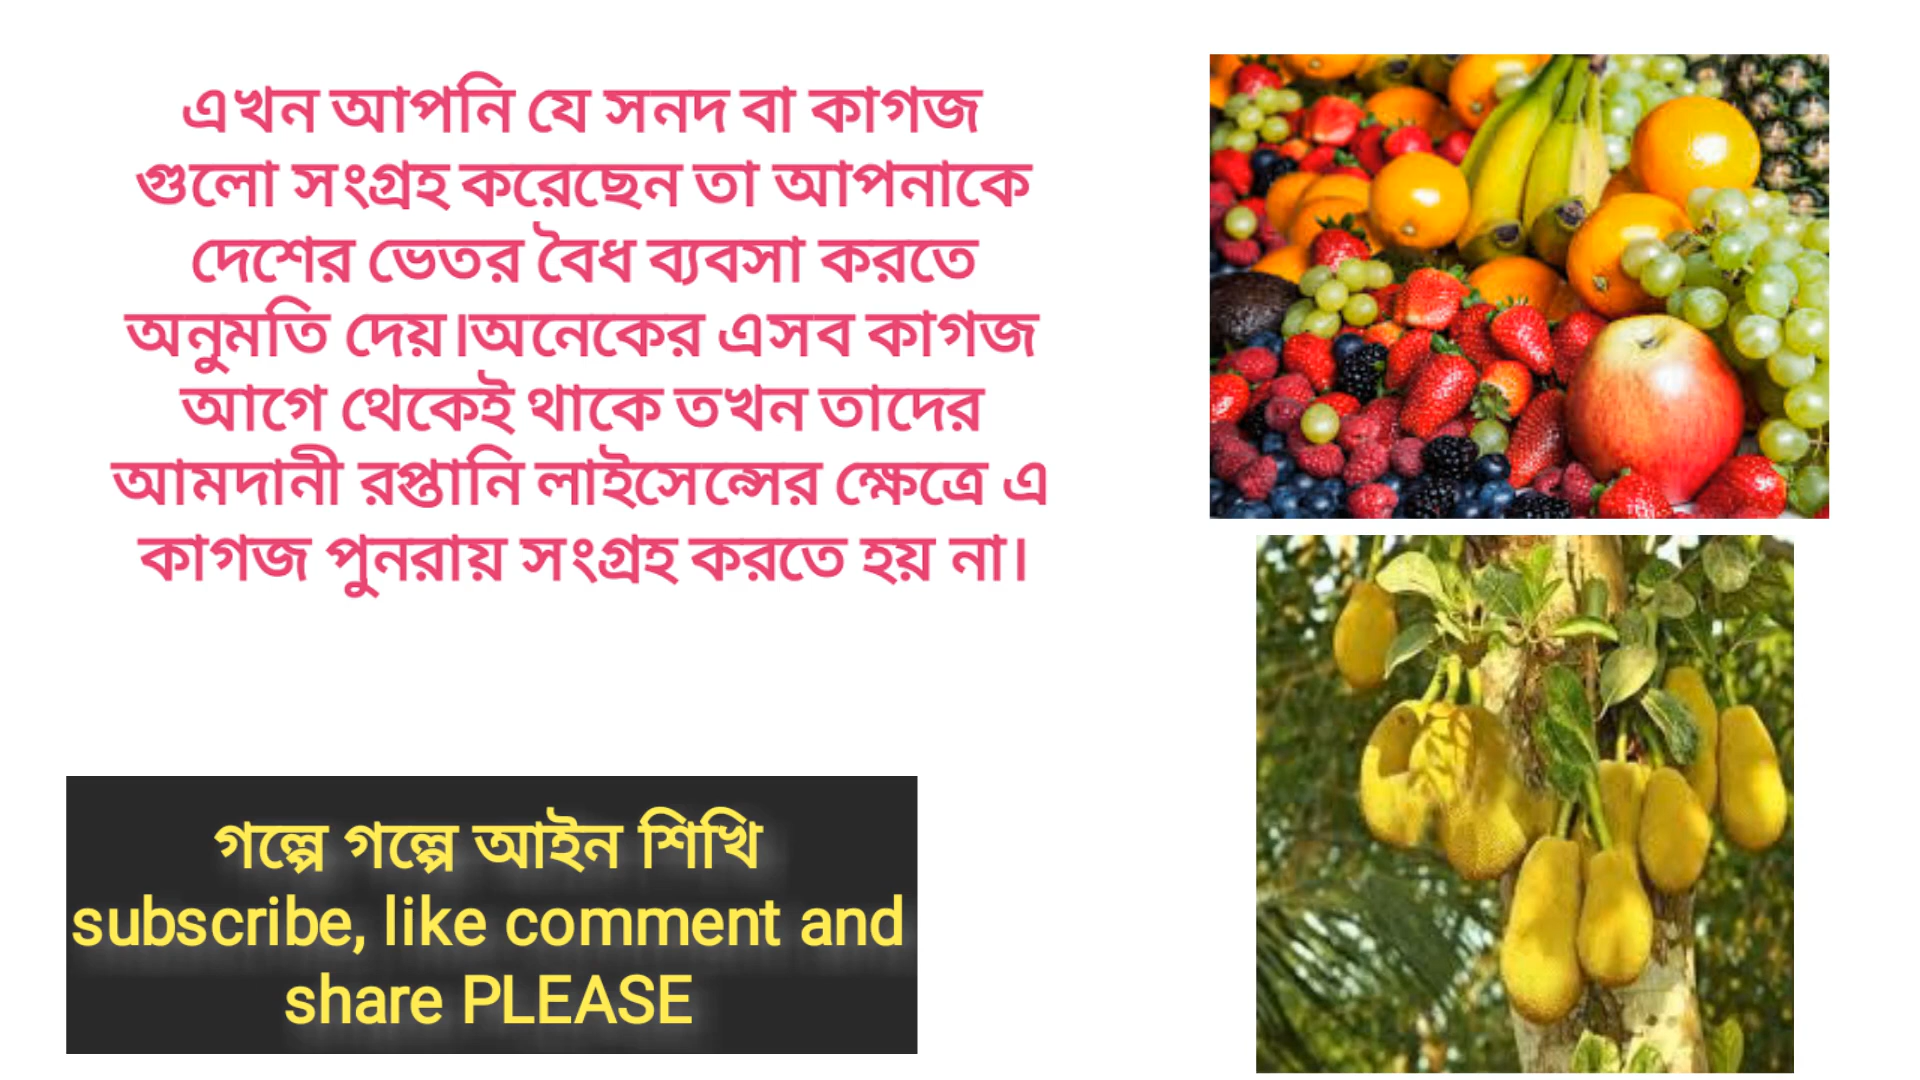 এখন আপনি যে সনদ বা কাগজ
গুলো সংগ্রহ করেছেন তা আপনাকে
দেশের ভেতর বৈধ ব্যবসা করতে
অনুমতি দেয়।অনেকের এসব কাগজ
আগে থেকেই থাকে তখন তাদের
আমদানী রপ্তানি লাইসেন্সের ক্ষেত্রে এ
কাগজ পুনরায় সংগ্রহ করতে হয় না।
গল্পে গল্পে আইন শিখি
subscribe, like comment and
share PLEASE